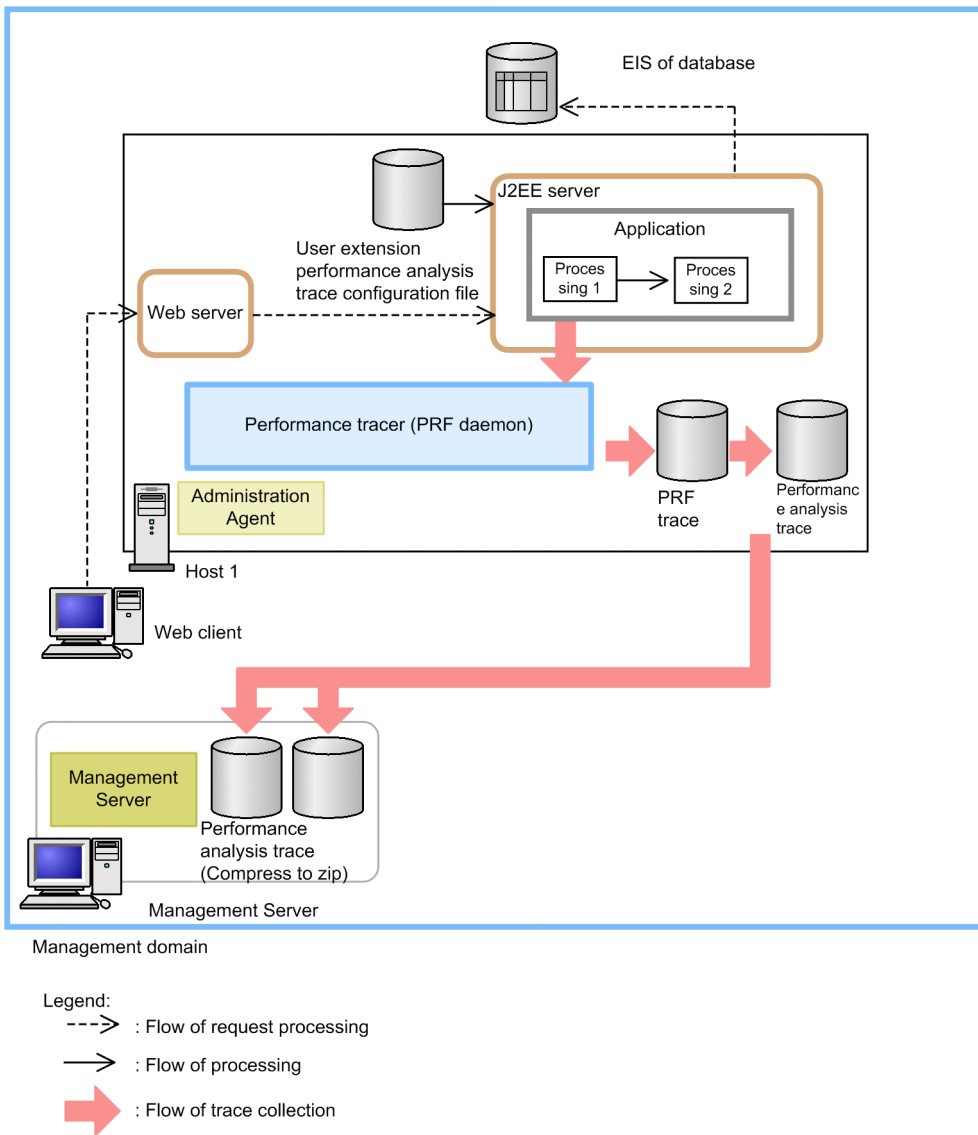 EIS of database
J2EE server
Application
Proces
sing 1
Proces
sing 2
User extension
performance analysis
trace configuration file
Web server
Performance tracer (PRF daemon)
PRF
trace
Performanc
e analysis
trace
Administration
Agent
Host 1
Web client
Management
Server
Performance
analysis trace
(Compress to zip)
Management Server
Management domain
Legend:
: Flow of request processing
: Flow of processing
: Flow of trace collection